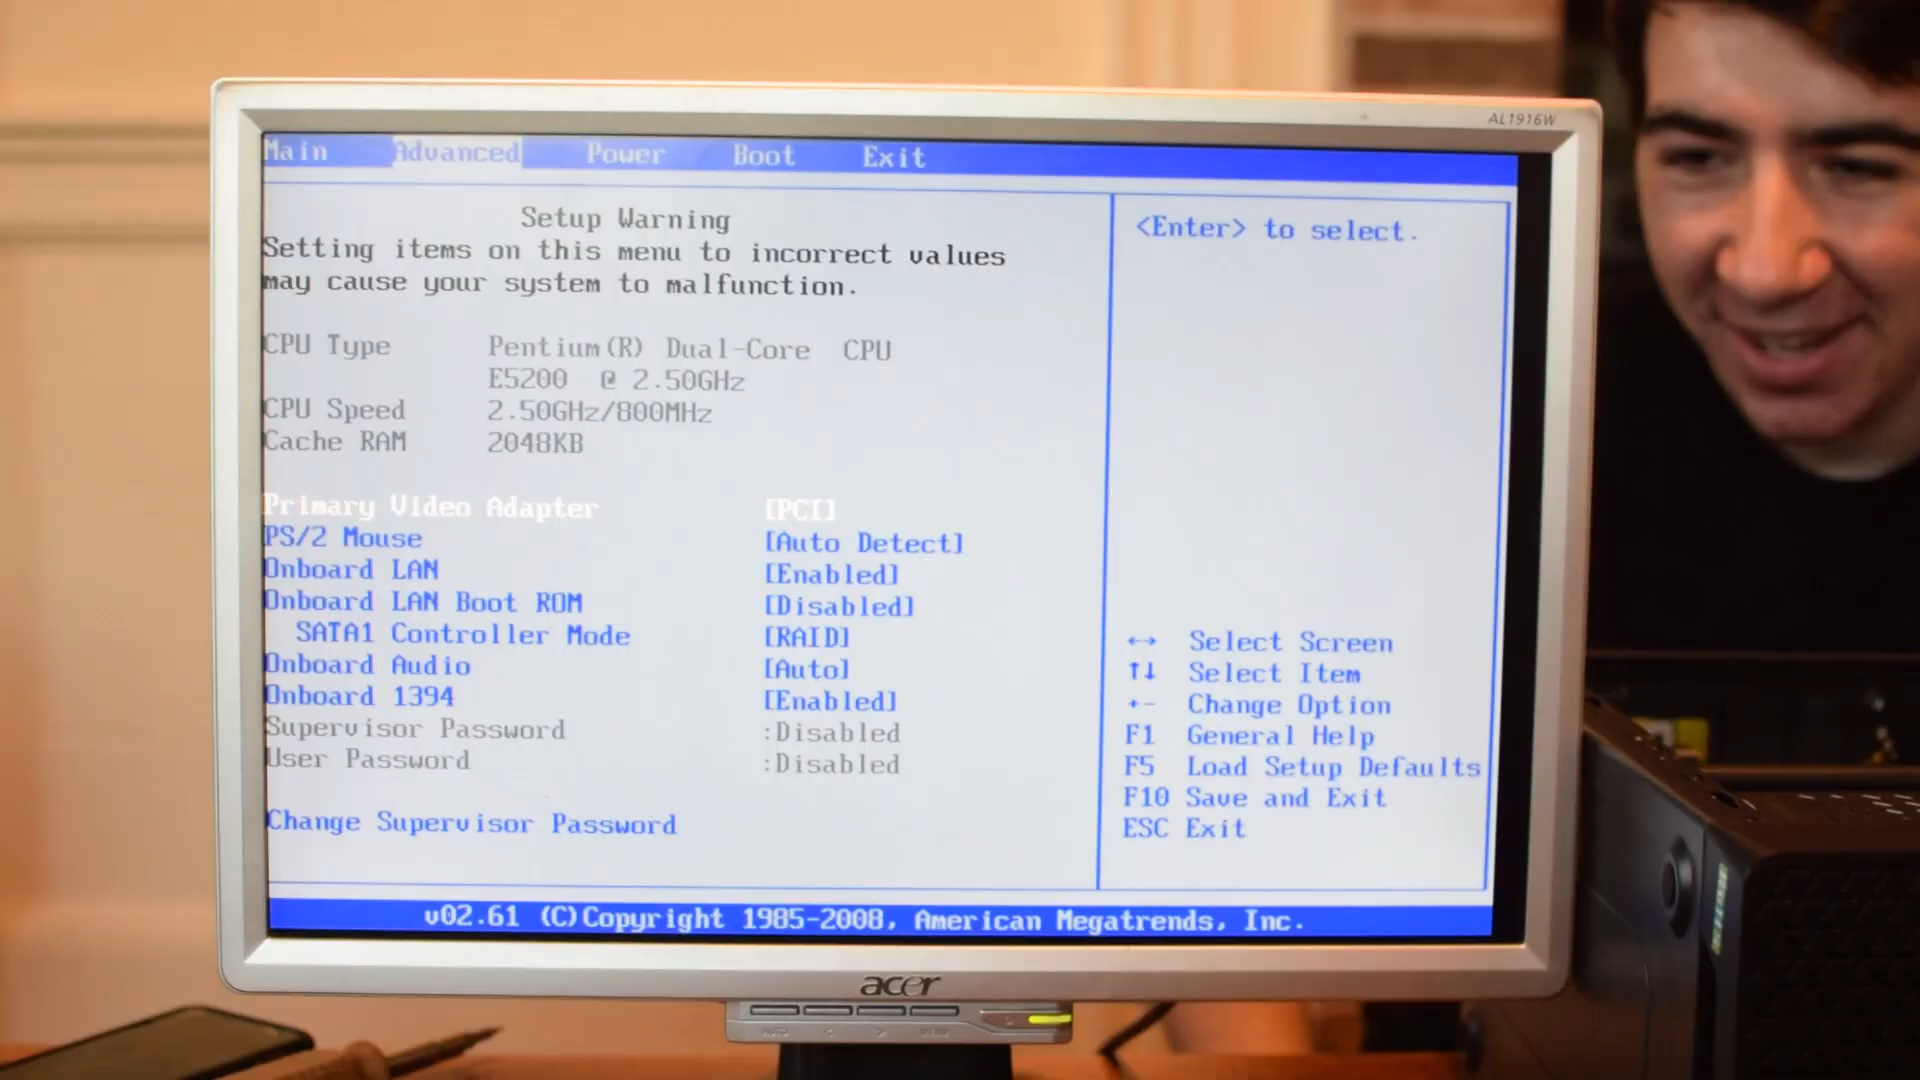 AL1916W
Main Advanced Power Boot Exit
Setup Warning
Setting items on this menu to incorrect values
may cause your system to malfunction.
CPU Type Pentium(R) Dual-Core CPU
E5200 @ 2.50GHz
CPU Speed 2.50GHz/800MHz
Cache RAM 2048KB
Primary Video Adapter [PCI]
PS/2 Mouse [Auto Detect]
Onboard LAN [Enabled]
Onboard LAN Boot ROM [Disabled]
SATA1 Controller Mode [RAID]
Onboard Audio [Auto]
Onboard 1394 [Enabled]
Supervisor Password :Disabled
User Password :Disabled
Change Supervisor Password
<Enter> to select.
↔ Select Screen
↑↓ Select Item
+- Change Option
F1 General Help
F5 Load Setup Defaults
F10 Save and Exit
ESC Exit
v02.61 (C)Copyright 1985-2008, American Megatrends, Inc.
acer